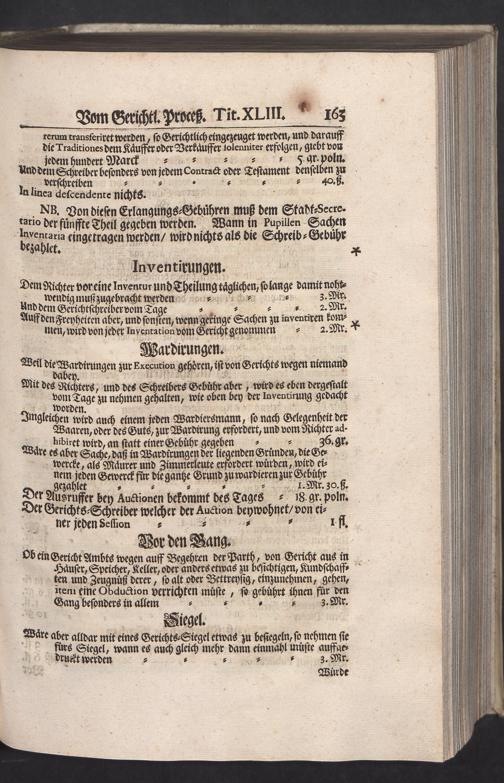 Vom Gerichtl. Proceß. Tit. XLIII. 163
rerum transferiret werden, so Gerichtlich eingezeuget werden, und darauff
die Traditiones dem Käuffer oder Verkäuffer solenniter erfolgen, giebt von
jedem hundert Marck - - - - 5. gr. poln.
Und dem Schreiber besonders von jedem Contract oder Testament denselben zu
verschreiben - - - - - 40. ß.
In linea descendente nichts.
NB. Von diesen Erlangungs-Gebühren muß dem Stadt-Secre-
tario der fünffte Theil gegeben werden. Wann in Pupillen Sachen
Inventaria eingetragen werden/ wird nichts als die Schreib-Gebühr
bezahlet. *
Inventirungen.
Dem Richter vor eine Inventur und Theilung täglichen, so lange damit noht-
wendig muß zugebracht werden - - - 3. Mr.
Und dem Gerichtschreiber vom Tage - - - 2. Mr.
Auff den Freyheiten aber, und sonsten, wenn geringe Sachen zu inventiren kom- *
men, wird von jeder Inventation vom Gericht genommen - 2. Mr.
Wardirungen.
Weil die Wardirungen zur Execution gehören, ist von Gerichts wegen niemand
dabey.
Mit des Richters, und des Schreibers Gebühr aber, wird es eben dergestalt
vom Tage zu nehmen gehalten, wie oben bey der Inventirung gedacht
worden.
Imgleichen wird auch einem jeden Wardiersmann, so nach Gelegenheit der
Waaren, oder des Guts, zur Wardirung erfordert, und vom Richter ad-
hibiret wird, an statt einer Gebühr gegeben - - 36. gr.
Wäre es aber Sache, daß in Wardirungen der liegenden Gründen, die Ge-
wercke, als Mäurer und Zimmerleute erfordert würden, wird ei-
nem jeden Gewerck für die gantze Grund zu wardieren zur Gebühr
gezahlet - - - - 1. Mr. 30. ß.
Der Ausruffer bey Auctionen bekommt des Tages - 18. gr. poln.
Der Gerichts-Schreiber welcher der Auction beywohnet/ von ei-
ner jeden Session - - - - 1 fl.
Vor den Gang.
Ob ein Gericht Ambts wegen auff Begehren der Parth, von Gericht aus in
Häuser, Speicher, Keller, oder anders etwas zu besichtigen, Kundschaff-
ten und Zeugnüß derer, so alt oder Bettreysig, einzunehmen, gehen,
item eine Obduction verrichten müste, so gebührt ihnen für den
Gang besonders in allem - - - 3. Mr.
Siegel.
Wäre aber alldar mit eines Gerichts-Siegel etwas zu besiegeln, so nehmen sie
fürs Siegel, wann es auch gleich mehr dann einmahl müste auffge-
druckt werden - - - - 3. Mr.
Würde